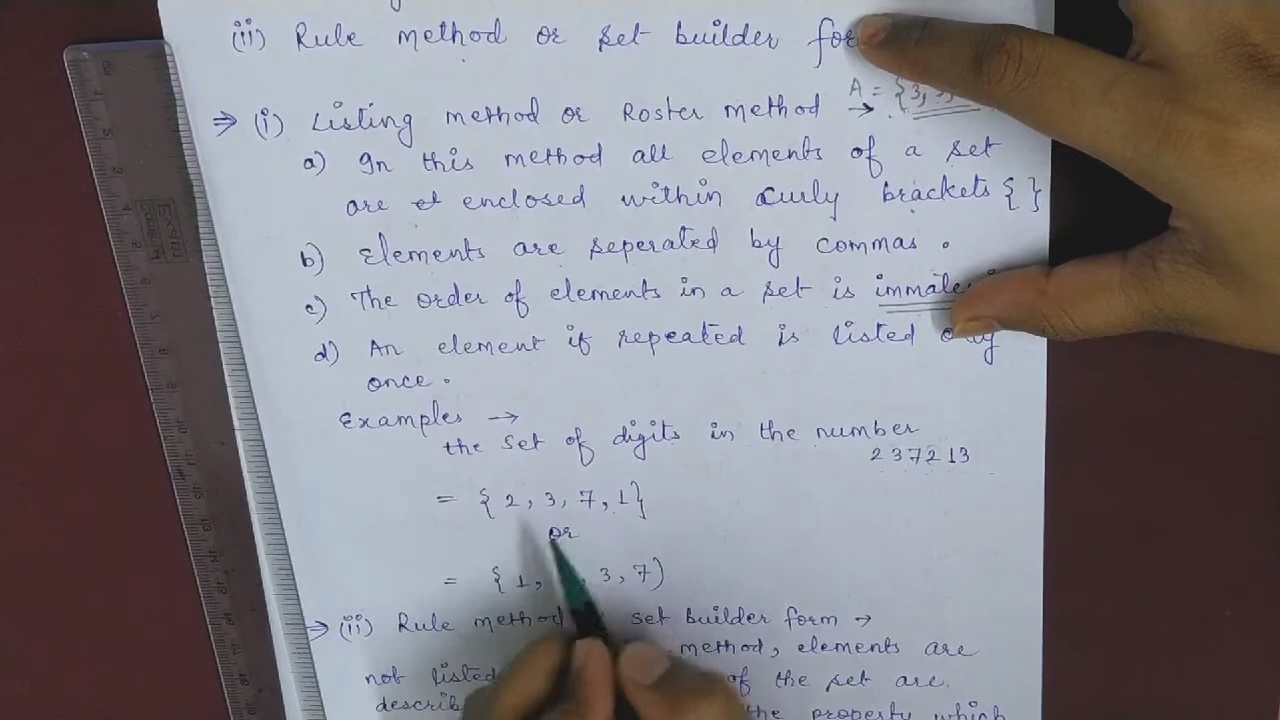 (ii) Rule method or set builder
A = {3,
⇒ (i) Listing method or Roster method →
a) In this method all elements of a set
are enclosed within curly brackets { }
b) Elements are seperated by commas .
c) The order of elements in a set is
d) An element if repeated is listed only
once .
Examples →
the set of digits in the number
237213
= { 2 , 3 , 7 , 1 }
or
= { 1 , 3 , 7 )
⇒ (ii) Rule method set builder form →
method, elements are
not listed of the set are
the property which